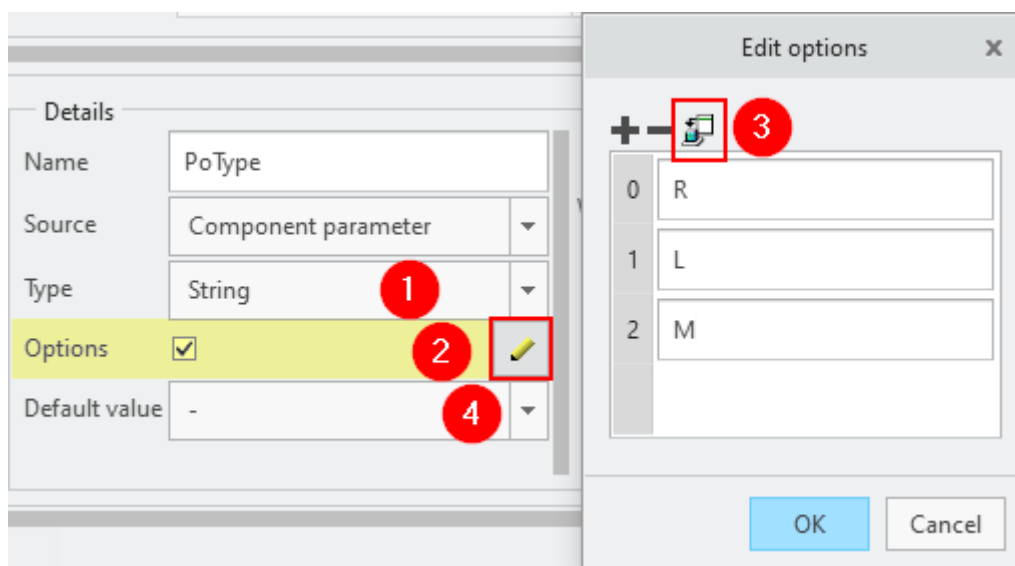 Details
Name PoType
Source Component parameter
Type String 1
Options 2
Default value - 4
Edit options x
3
0 R
1 L
2 M
OK Cancel